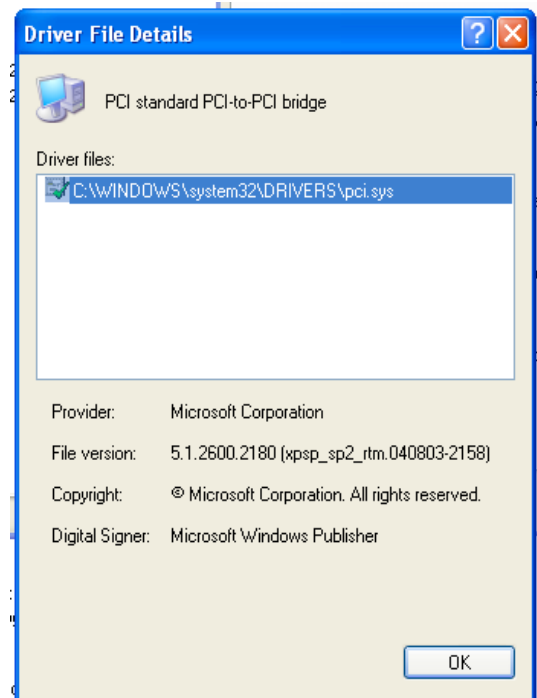 Driver File Details
PCI standard PCI-to-PCI bridge
Driver files:
C:\WINDOWS\system32\DRIVERS\pci.sys
Provider: Microsoft Corporation
File version: 5.1.2600.2180 (xpsp_sp2_rtm.040803-2158)
Copyright: © Microsoft Corporation. All rights reserved.
Digital Signer: Microsoft Windows Publisher
OK